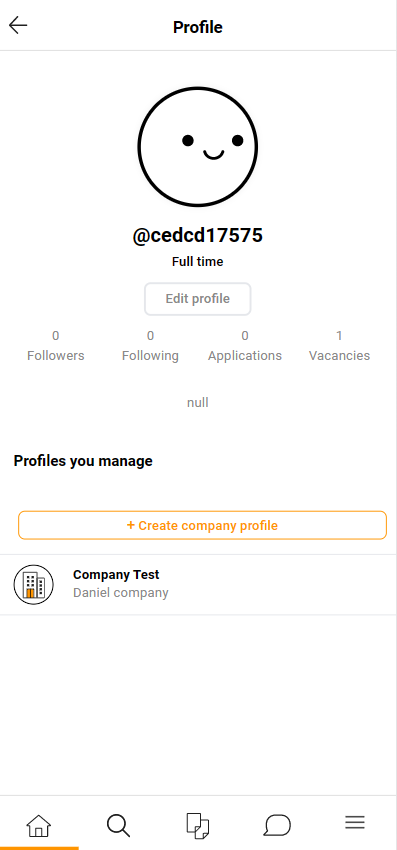 Profile
@cedcd17575
Full time
Edit profile
0 0 0 1
Followers Following Applications Vacancies
null
Profiles you manage
+ Create company profile
Company Test
Daniel company